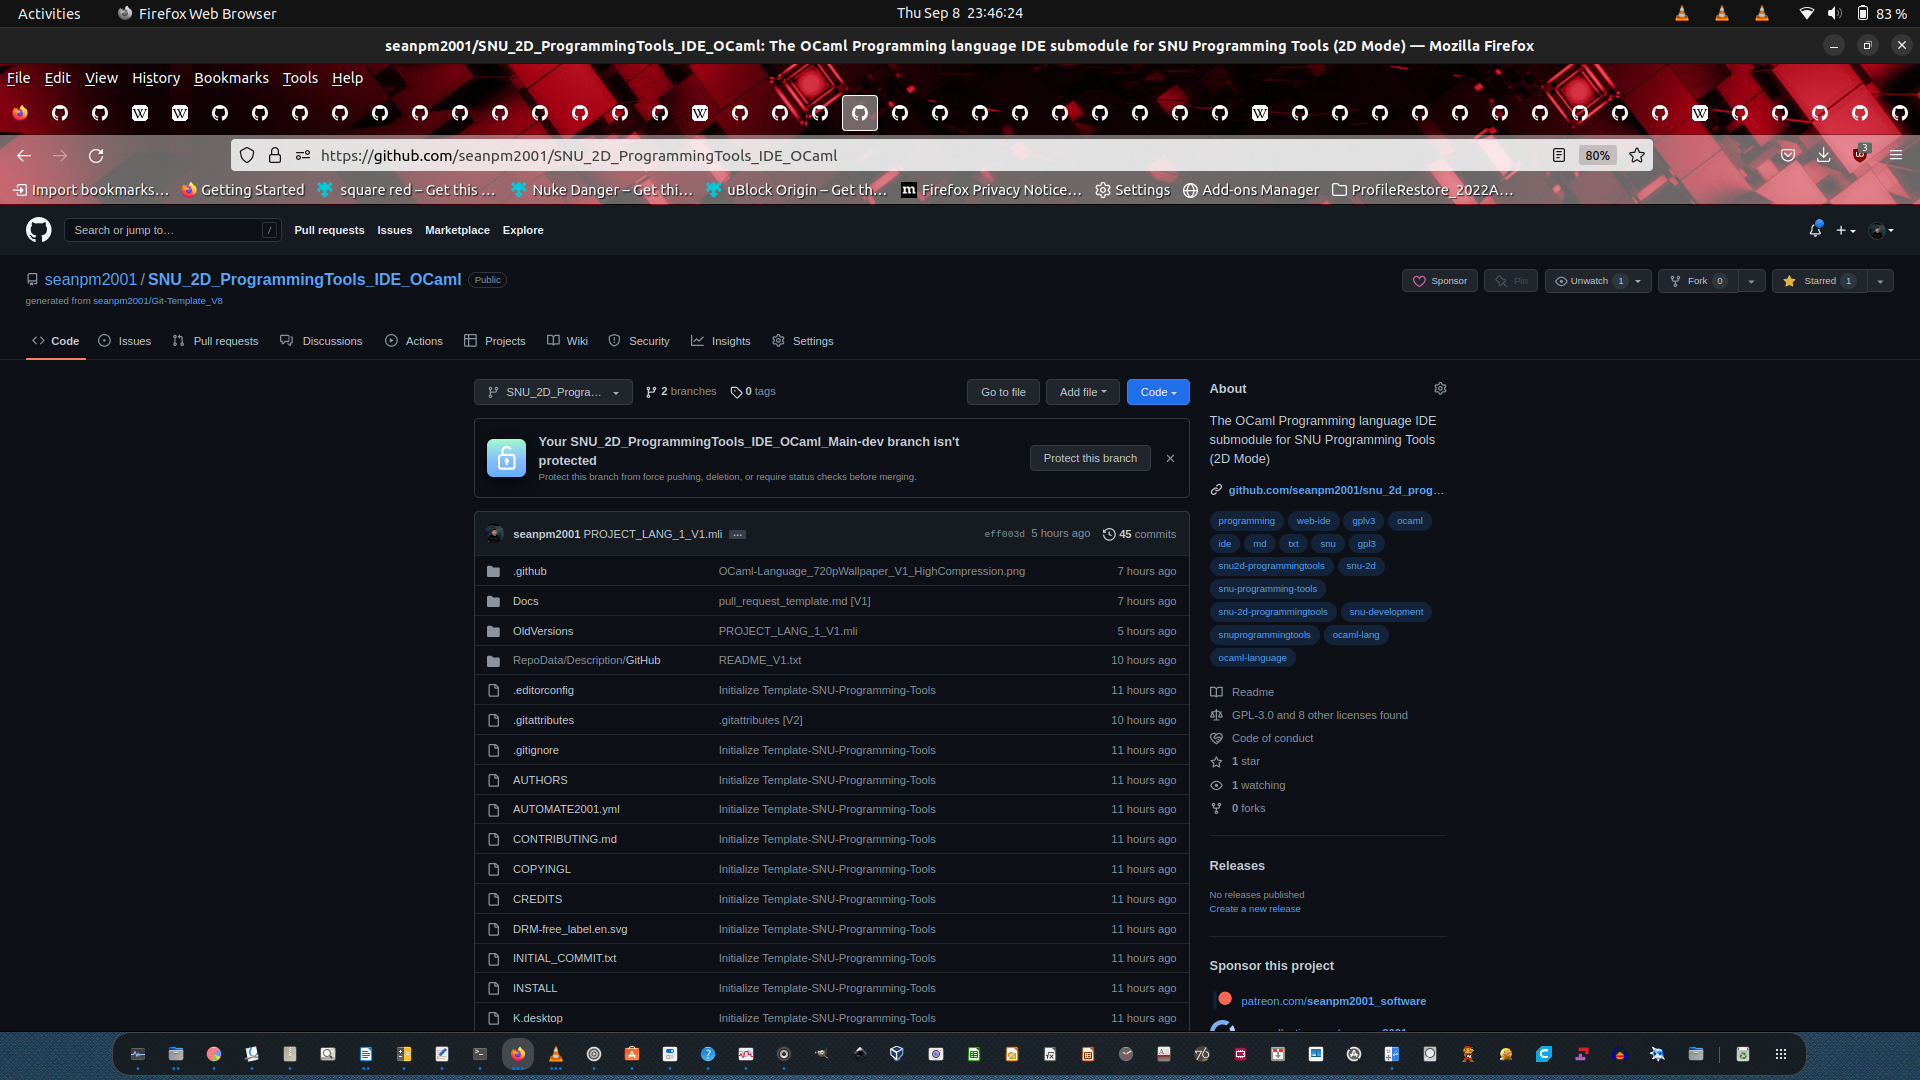 Activities
Firefox Web Browser
Thu Sep 8 23:46:24
83 %
seanpm2001/SNU_2D_ProgrammingTools_IDE_OCaml: The OCaml Programming language IDE submodule for SNU Programming Tools (2D Mode) — Mozilla Firefox
File Edit View History Bookmarks Tools Help
https://github.com/seanpm2001/SNU_2D_ProgrammingTools_IDE_OCaml
80%
3
Import bookmarks…
Getting Started
square red – Get this …
Nuke Danger – Get thi…
uBlock Origin – Get th…
Firefox Privacy Notice…
Settings
Add-ons Manager
ProfileRestore_2022A…
Search or jump to…
/
Pull requests Issues Marketplace Explore
seanpm2001 / SNU_2D_ProgrammingTools_IDE_OCaml Public
generated from seanpm2001/Git-Template_V8
Sponsor
Pin
Unwatch 1
Fork 0
Starred 1
Code
Issues
Pull requests
Discussions
Actions
Projects
Wiki
Security
Insights
Settings
SNU_2D_Progra…
2 branches
0 tags
Go to file
Add file
Code
Your SNU_2D_ProgrammingTools_IDE_OCaml_Main-dev branch isn't
protected
Protect this branch from force pushing, deletion, or require status checks before merging.
Protect this branch
seanpm2001 PROJECT_LANG_1_V1.mli … eff003d 5 hours ago 45 commits
.github OCaml-Language_720pWallpaper_V1_HighCompression.png 7 hours ago
Docs pull_request_template.md [V1] 7 hours ago
OldVersions PROJECT_LANG_1_V1.mli 5 hours ago
RepoData/Description/GitHub README_V1.txt 10 hours ago
.editorconfig Initialize Template-SNU-Programming-Tools 11 hours ago
.gitattributes .gitattributes [V2] 10 hours ago
.gitignore Initialize Template-SNU-Programming-Tools 11 hours ago
AUTHORS Initialize Template-SNU-Programming-Tools 11 hours ago
AUTOMATE2001.yml Initialize Template-SNU-Programming-Tools 11 hours ago
CONTRIBUTING.md Initialize Template-SNU-Programming-Tools 11 hours ago
COPYINGL Initialize Template-SNU-Programming-Tools 11 hours ago
CREDITS Initialize Template-SNU-Programming-Tools 11 hours ago
DRM-free_label.en.svg Initialize Template-SNU-Programming-Tools 11 hours ago
INITIAL_COMMIT.txt Initialize Template-SNU-Programming-Tools 11 hours ago
INSTALL Initialize Template-SNU-Programming-Tools 11 hours ago
K.desktop Initialize Template-SNU-Programming-Tools 11 hours ago
About
The OCaml Programming language IDE
submodule for SNU Programming Tools
(2D Mode)
github.com/seanpm2001/snu_2d_prog…
programming web-ide gplv3 ocaml
ide md txt snu gpl3
snu2d-programmingtools snu-2d
snu-programming-tools
snu-2d-programmingtools snu-development
snuprogrammingtools ocaml-lang
ocaml-language
Readme
GPL-3.0 and 8 other licenses found
Code of conduct
1 star
1 watching
0 forks
Releases
No releases published
Create a new release
Sponsor this project
patreon.com/seanpm2001_software